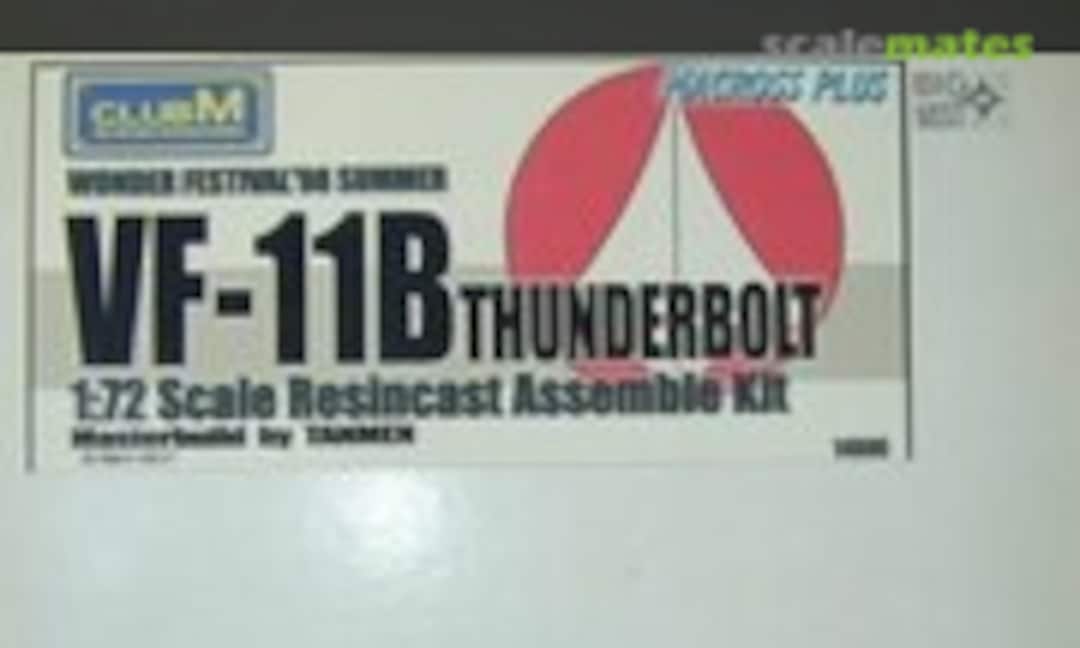 scalemates
CLUBM
MACROSS PLUS
WONDER FESTIVAL'98 SUMMER
VF-11B THUNDERBOLT
1:72 Scale Resincast Assemble Kit
Masterbuild by TANMEN